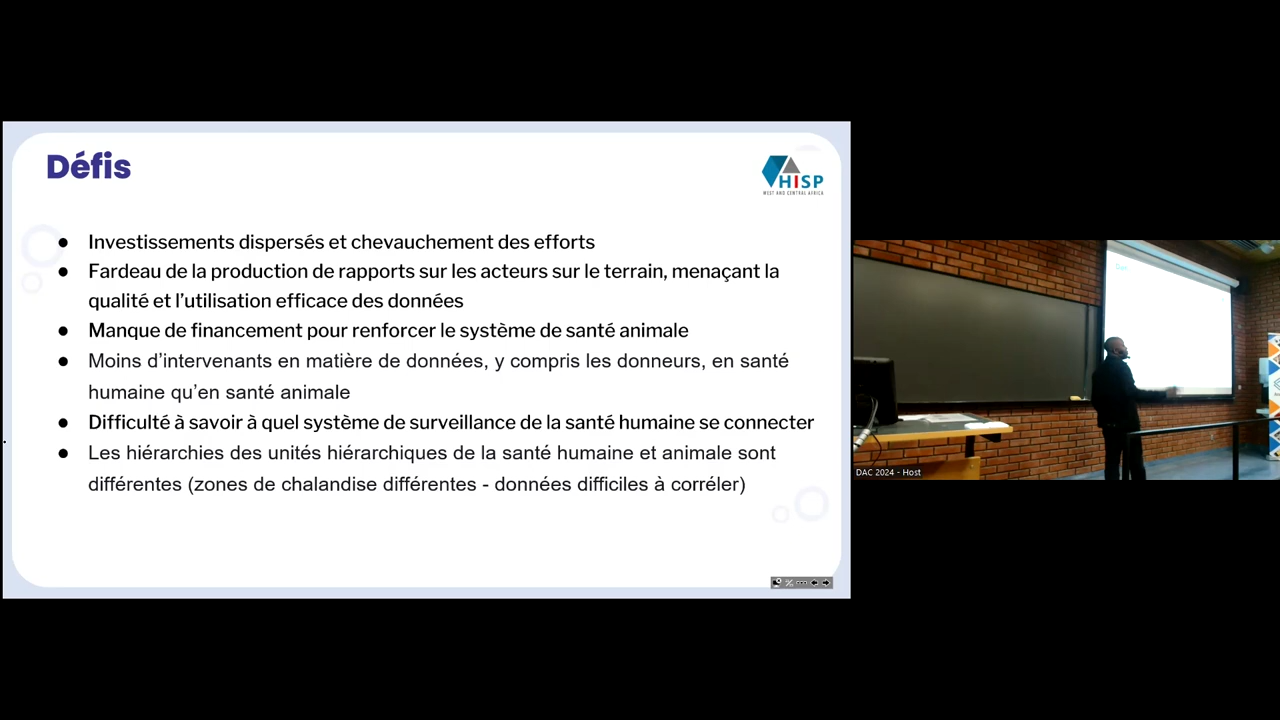 Défis
HISP
WEST AND CENTRAL AFRICA
● Investissements dispersés et chevauchement des efforts
● Fardeau de la production de rapports sur les acteurs sur le terrain, menaçant la
qualité et l'utilisation efficace des données
● Manque de financement pour renforcer le système de santé animale
● Moins d'intervenants en matière de données, y compris les donneurs, en santé
humaine qu'en santé animale
● Difficulté à savoir à quel système de surveillance de la santé humaine se connecter
● Les hiérarchies des unités hiérarchiques de la santé humaine et animale sont
différentes (zones de chalandise différentes - données difficiles à corréler)
DAC 2024 - Host